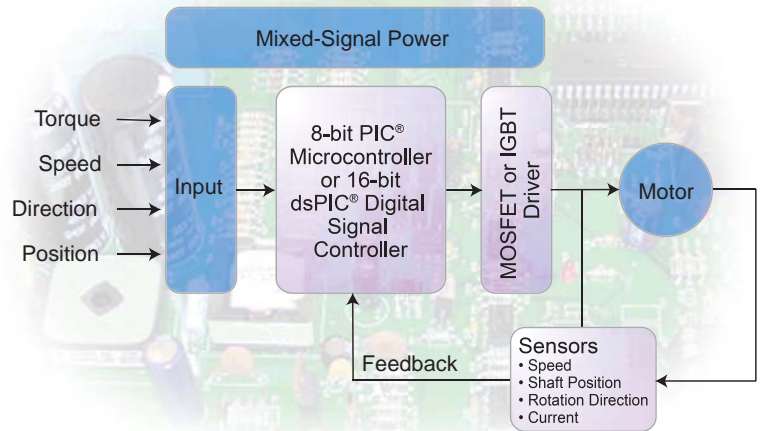 Mixed-Signal Power
Torque
Speed
Direction
Position
Input
8-bit PIC®
Microcontroller
or 16-bit
dsPIC® Digital
Signal
Controller
MOSFET or IGBT
Driver
Motor
Feedback
Sensors
• Speed
• Shaft Position
• Rotation Direction
• Current